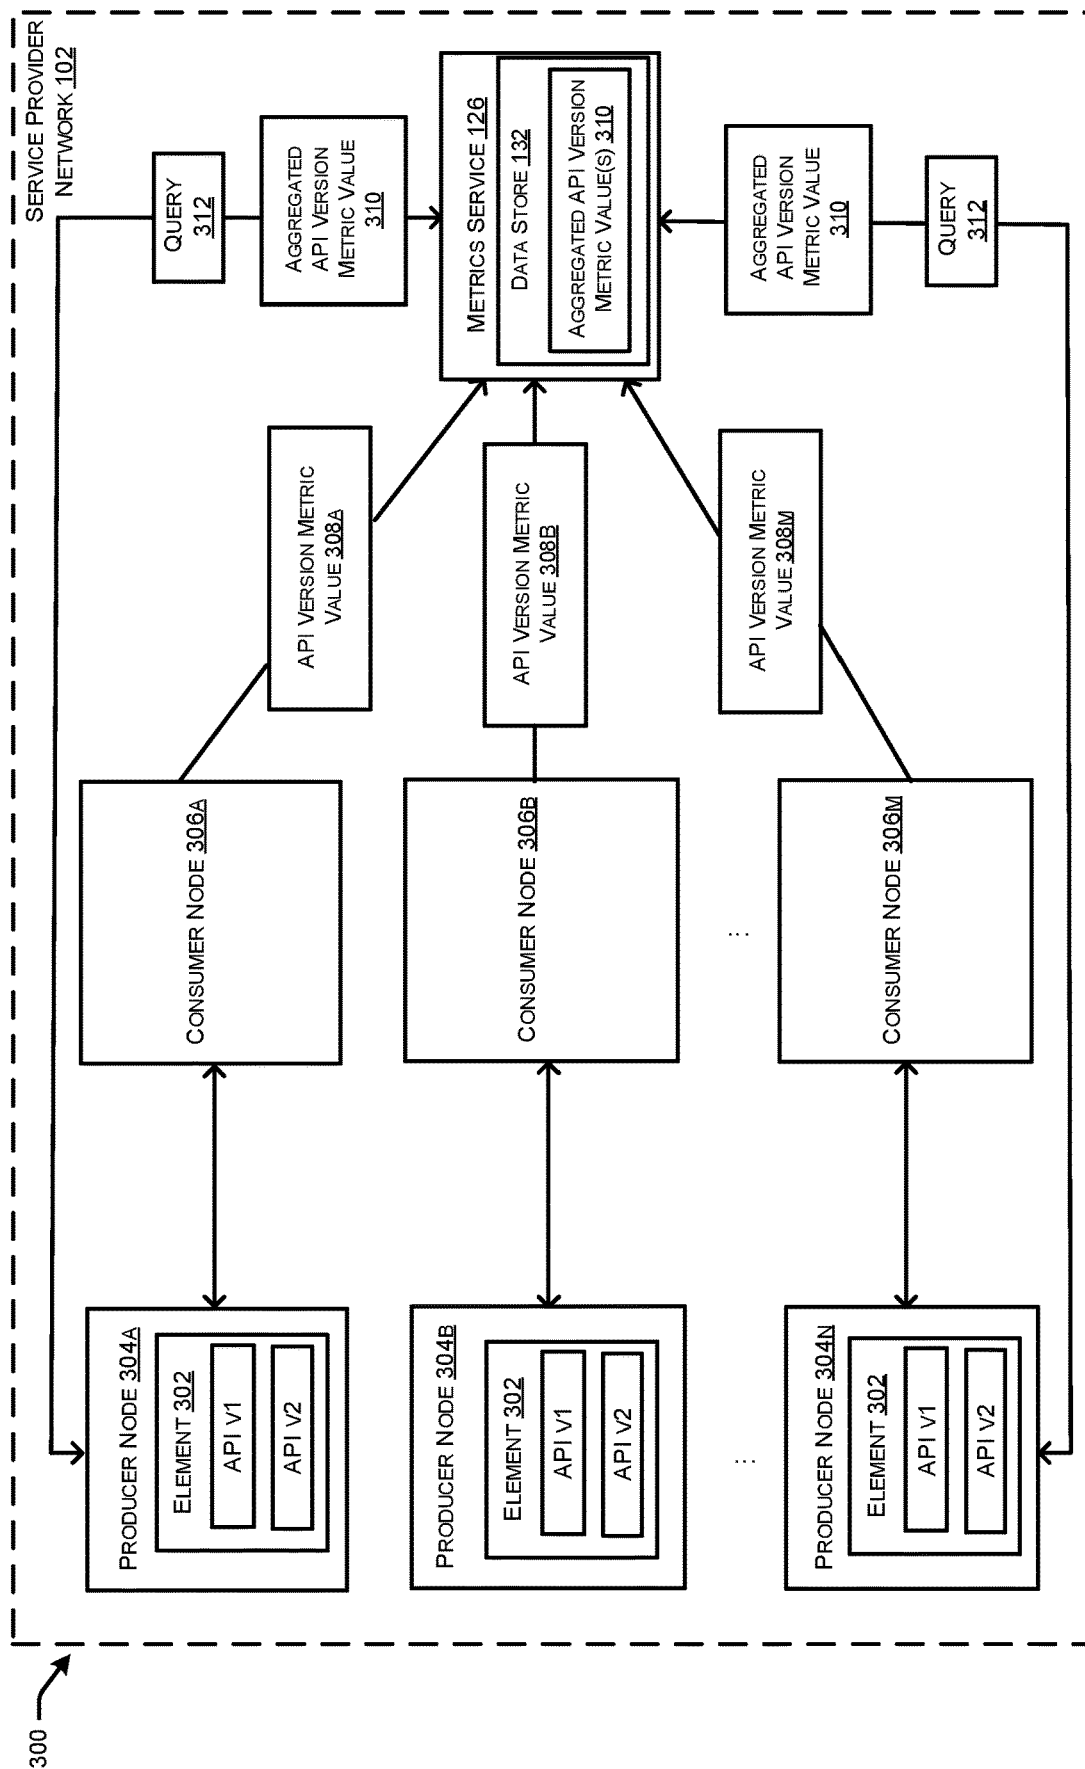 300
SERVICE PROVIDER
NETWORK 102
PRODUCER NODE 304A
ELEMENT 302
API V1
API V2
CONSUMER NODE 306A
API VERSION METRIC
VALUE 308A
QUERY
312
AGGREGATED
API VERSION
METRIC VALUE
310
PRODUCER NODE 304B
ELEMENT 302
API V1
API V2
CONSUMER NODE 306B
API VERSION METRIC
VALUE 308B
METRICS SERVICE 126
DATA STORE 132
AGGREGATED API VERSION
METRIC VALUE(S) 310
...
...
PRODUCER NODE 304N
ELEMENT 302
API V1
API V2
CONSUMER NODE 306M
API VERSION METRIC
VALUE 308M
AGGREGATED
API VERSION
METRIC VALUE
310
QUERY
312